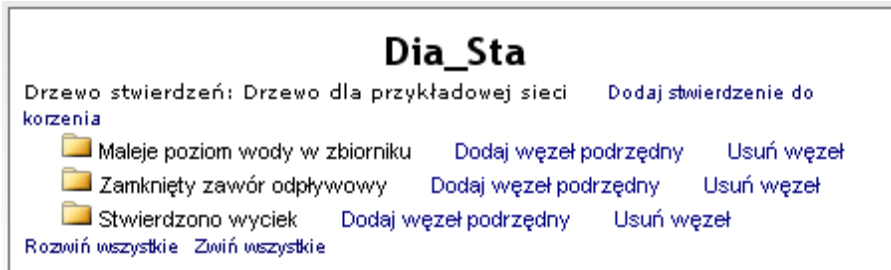 Dia_Sta
Drzewo stwierdzeń: Drzewo dla przykładowej sieci Dodaj stwierdzenie do
korzenia
Maleje poziom wody w zbiorniku Dodaj węzeł podrzędny Usuń węzeł
Zamknięty zawór odpływowy Dodaj węzeł podrzędny Usuń węzeł
Stwierdzono wyciek Dodaj węzeł podrzędny Usuń węzeł
Rozwiń wszystkie Zwiń wszystkie